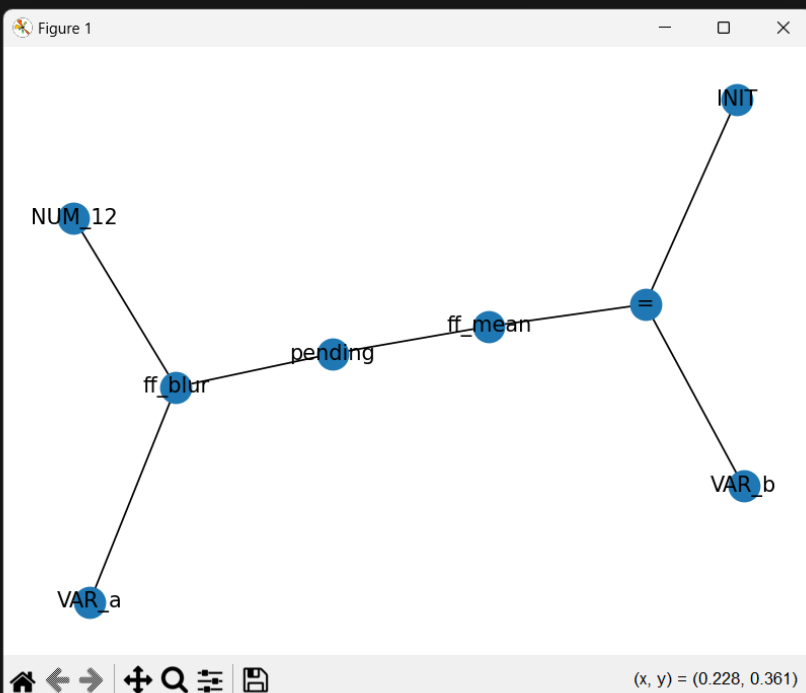 Figure 1
INIT
NUM_12
=
ff_mean
pending
ff_blur
VAR_b
VAR_a
(x, y) = (0.228, 0.361)